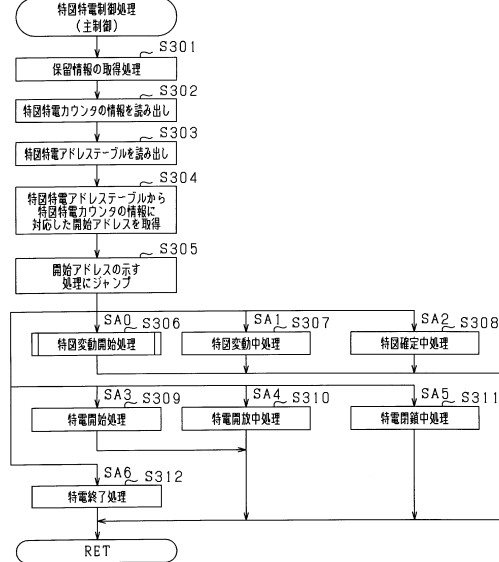 特図特電制御処理
(主制御)
S301
保留情報の取得処理
S302
特図特電カウンタの情報を読み出し
S303
特図特電アドレステーブルを読み出し
S304
特図特電アドレステーブルから
特図特電カウンタの情報に
対応した開始アドレスを取得
S305
開始アドレスの示す
処理にジャンプ
SA0 S306
特図変動開始処理
SA1 S307
特図変動中処理
SA2 S308
特図確定中処理
SA3 S309
特電開始処理
SA4 S310
特電開放中処理
SA5 S311
特電閉鎖中処理
SA6 S312
特電終了処理
RET